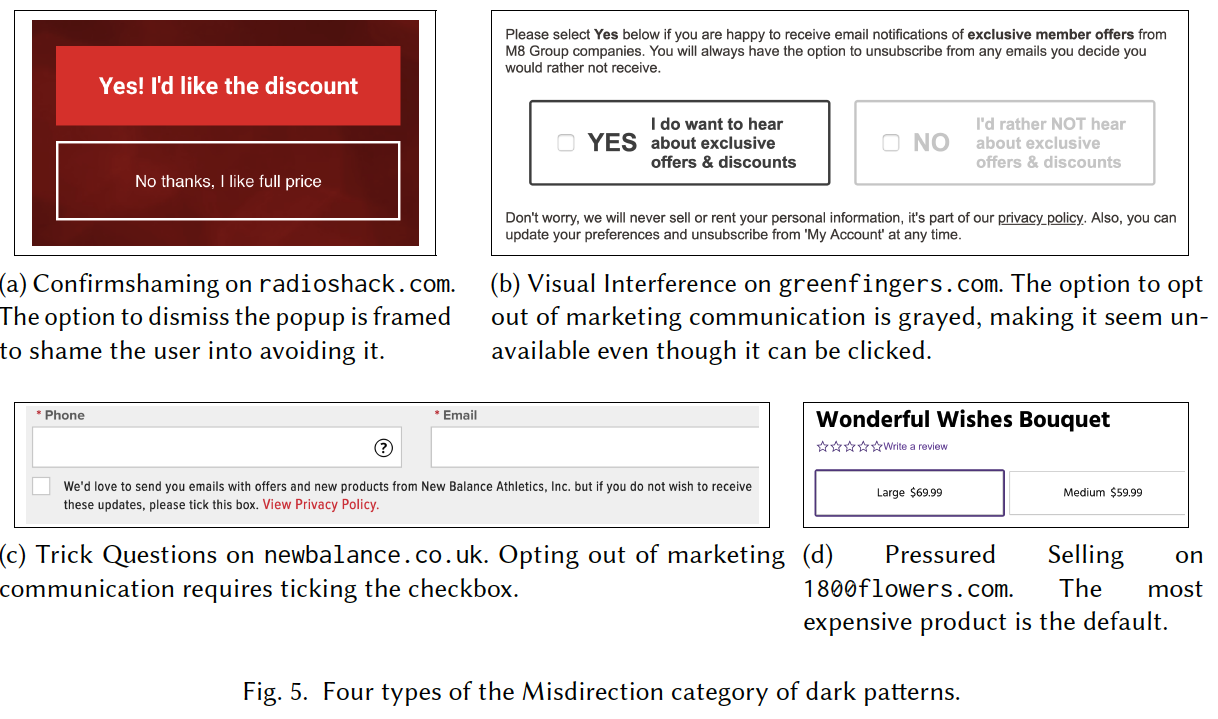 Yes! I'd like the discount
No thanks, I like full price
Please select Yes below if you are happy to receive email notifications of exclusive member offers from
M8 Group companies. You will always have the option to unsubscribe from any emails you decide you
would rather not receive.
YES
I do want to hear
about exclusive
offers & discounts
NO
I'd rather NOT hear
about exclusive
offers & discounts
Don't worry, we will never sell or rent your personal information, it's part of our privacy policy. Also, you can
update your preferences and unsubscribe from 'My Account' at any time.
(a) Confirmshaming on radioshack.com.
The option to dismiss the popup is framed
to shame the user into avoiding it.
(b) Visual Interference on greenfingers.com. The option to opt
out of marketing communication is grayed, making it seem un-
available even though it can be clicked.
* Phone
* Email
?
We'd love to send you emails with offers and new products from New Balance Athletics, Inc. but if you do not wish to receive
these updates, please tick this box. View Privacy Policy.
Wonderful Wishes Bouquet
Write a review
Large $69.99
Medium $59.99
(c) Trick Questions on newbalance.co.uk. Opting out of marketing
communication requires ticking the checkbox.
(d) Pressured Selling on
1800flowers.com. The most
expensive product is the default.
Fig. 5. Four types of the Misdirection category of dark patterns.